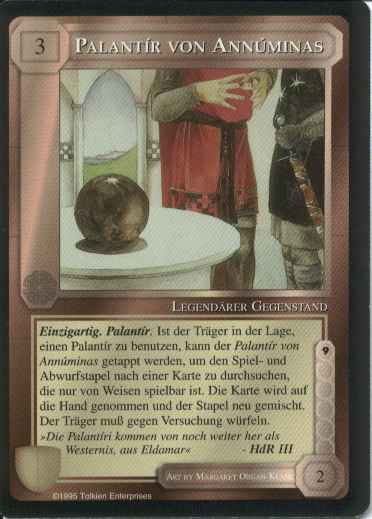 3
PALANTÍR VON ANNÚMINAS
LEGENDÄRER GEGENSTAND
Einzigartig. Palantír. Ist der Träger in der Lage,
einen Palantír zu benutzen, kann der Palantír von
Annúminas getappt werden, um den Spiel- und
Abwurfstapel nach einer Karte zu durchsuchen,
die nur von Weisen spielbar ist. Die Karte wird auf
die Hand genommen und der Stapel neu gemischt.
Der Träger muß gegen Versuchung würfeln.
»Die Palantíri kommen von noch weiter her als
Westernis, aus Eldamar« - HdR III
9
ART BY MARGARET ORGAN-KEAN
2
©1995 Tolkien Enterprises